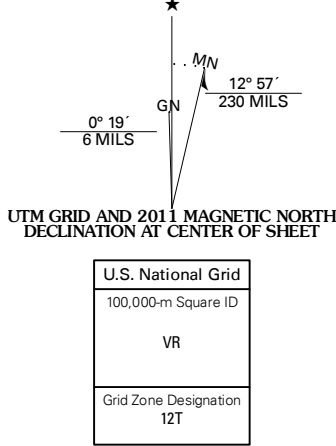 ★
MN
12° 57´
230 MILS
GN
0° 19´
6 MILS
UTM GRID AND 2011 MAGNETIC NORTH
DECLINATION AT CENTER OF SHEET
U.S. National Grid
100,000-m Square ID
VR
Grid Zone Designation
12T